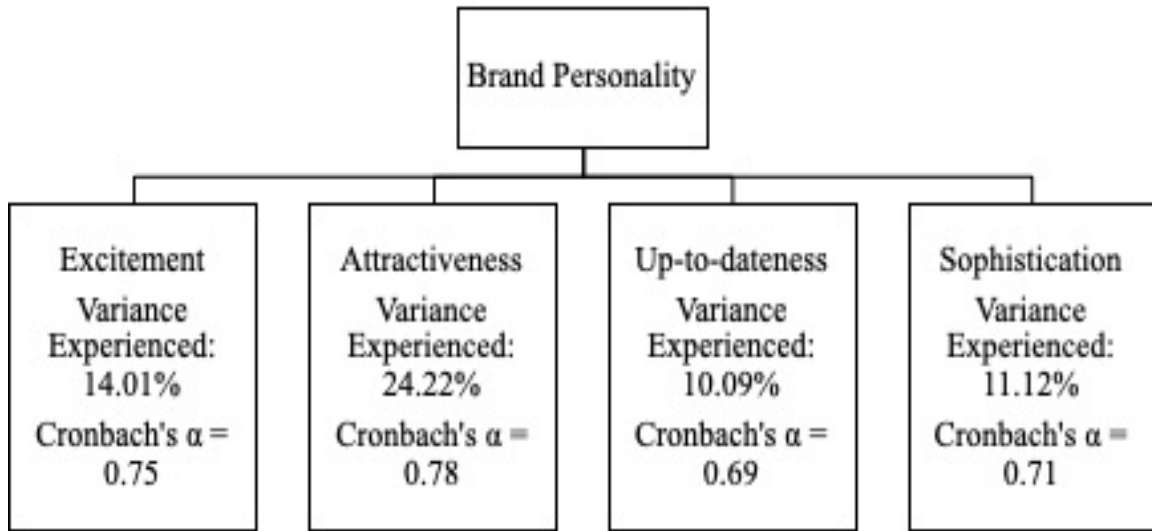 Brand Personality
Excitement
Variance
Experienced:
14.01%
Cronbach's α =
0.75
Attractiveness
Variance
Experienced:
24.22%
Cronbach's α =
0.78
Up-to-dateness
Variance
Experienced:
10.09%
Cronbach's α =
0.69
Sophistication
Variance
Experienced:
11.12%
Cronbach's α =
0.71